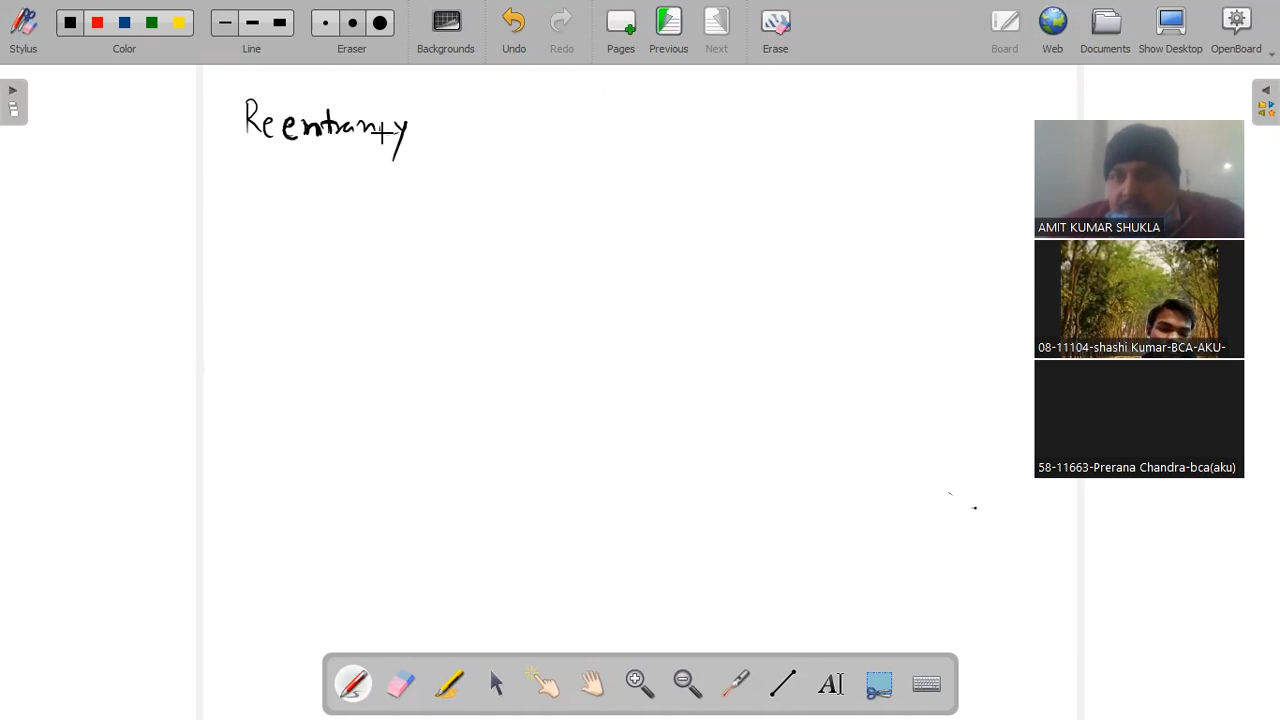 Stylus Color Line Eraser Backgrounds Undo Redo Pages Previous Next Erase Board Web Documents Show Desktop OpenBoard
Reentranty
AMIT KUMAR SHUKLA
08-11104-shashi Kumar-BCA-AKU-
58-11663-Prerana Chandra-bca(aku)